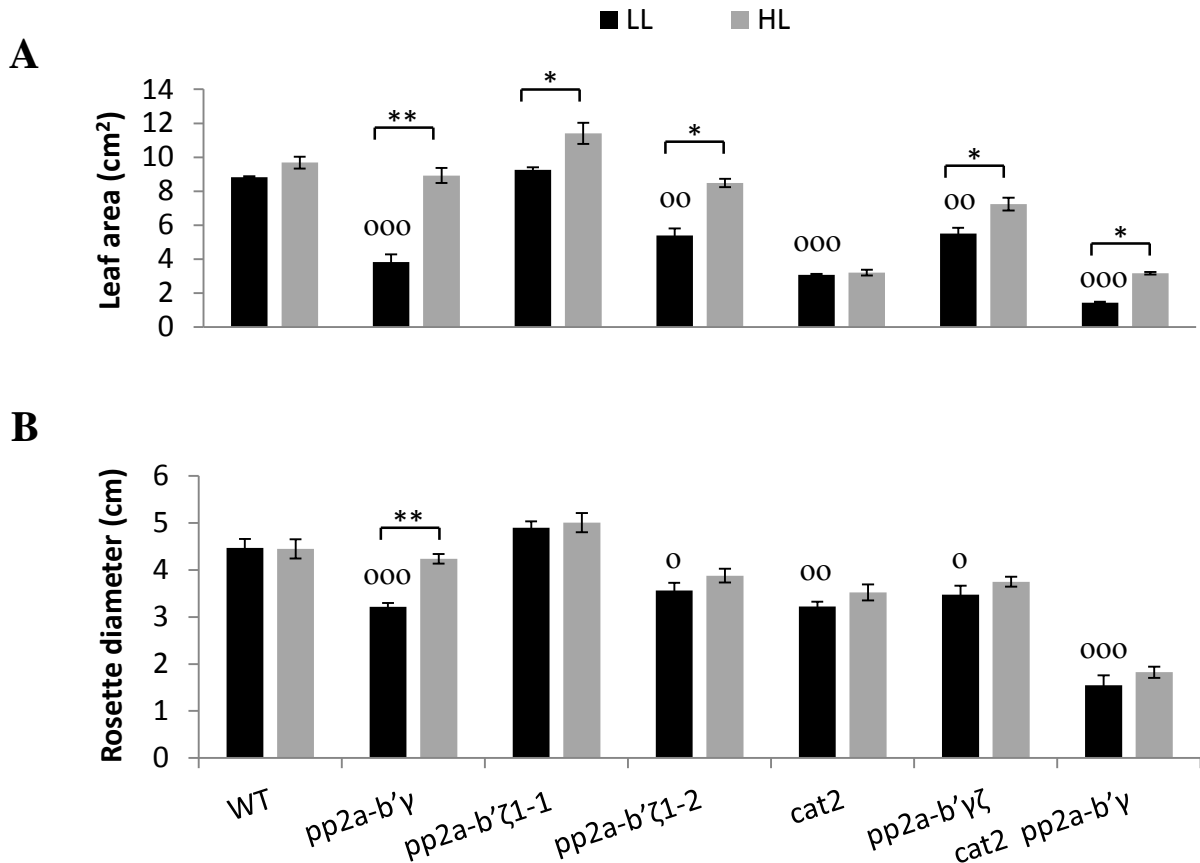 LL HL
A
Leaf area (cm²)
14
12
10
8
6
4
2
0
*
**
*
*
*
ooo
oo
ooo
oo
ooo
B
Rosette diameter (cm)
6
5
4
3
2
1
0
**
ooo
o
oo
o
ooo
WT
pp2a-b’γ
pp2a-b’ζ1-1
pp2a-b’ζ1-2
cat2
pp2a-b’γζ
cat2 pp2a-b’γ